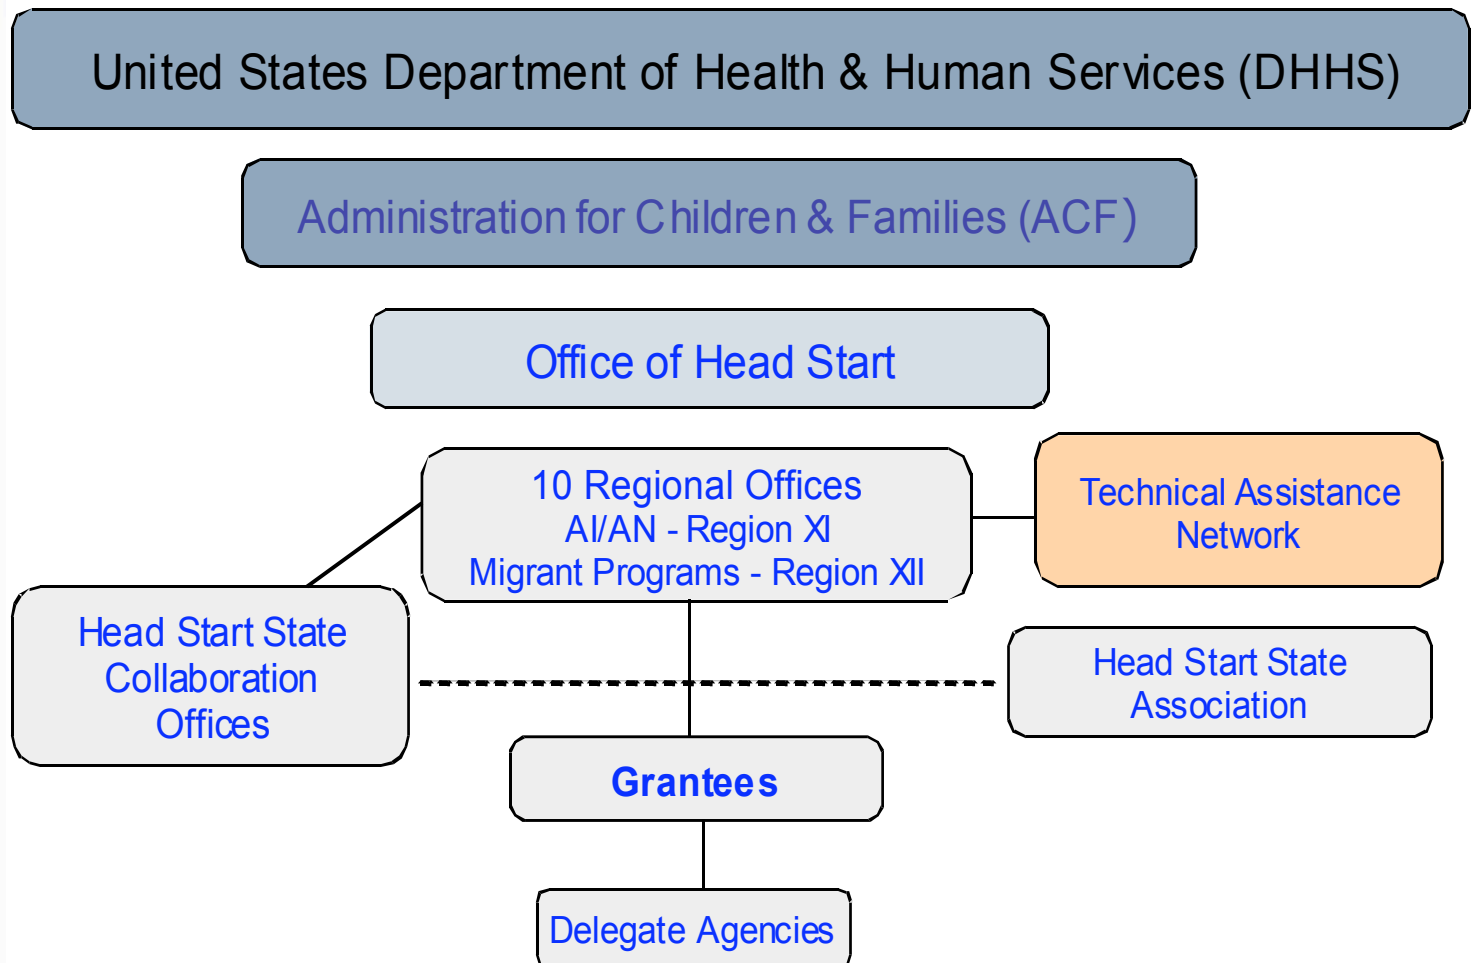 United States Department of Health & Human Services (DHHS)
Administration for Children & Families (ACF)
Office of Head Start
10 Regional Offices
AI/AN - Region XI
Migrant Programs - Region XII
Technical Assistance
Network
Head Start State
Collaboration
Offices
Head Start State
Association
Grantees
Delegate Agencies